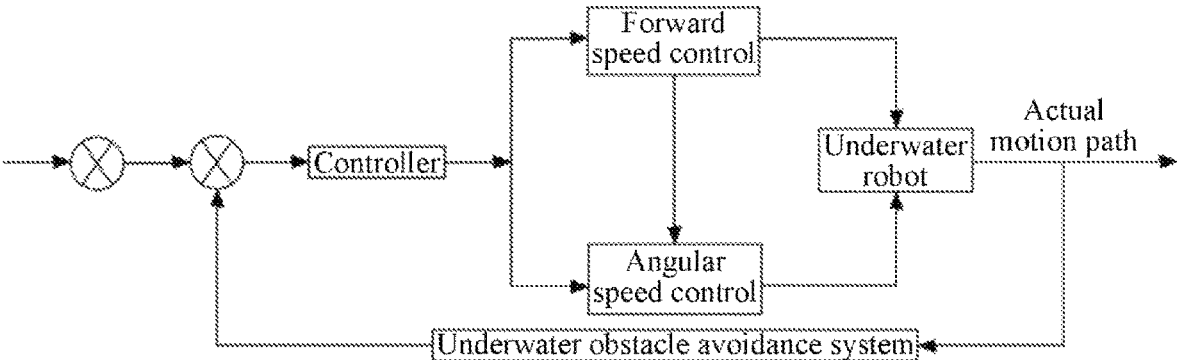 Forward
speed control
Actual
motion path
Controller
Underwater
robot
Angular
speed control
Underwater obstacle avoidance system